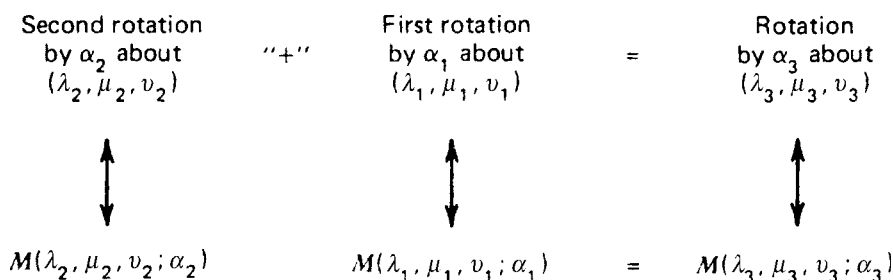 Second rotation First rotation Rotation
by α₂ about "+" by α₁ about = by α₃ about
(λ₂, μ₂, υ₂) (λ₁, μ₁, υ₁) (λ₃, μ₃, υ₃)
M(λ₂, μ₂, υ₂; α₂) M(λ₁, μ₁, υ₁; α₁) = M(λ₃, μ₃, υ₃; α₃)